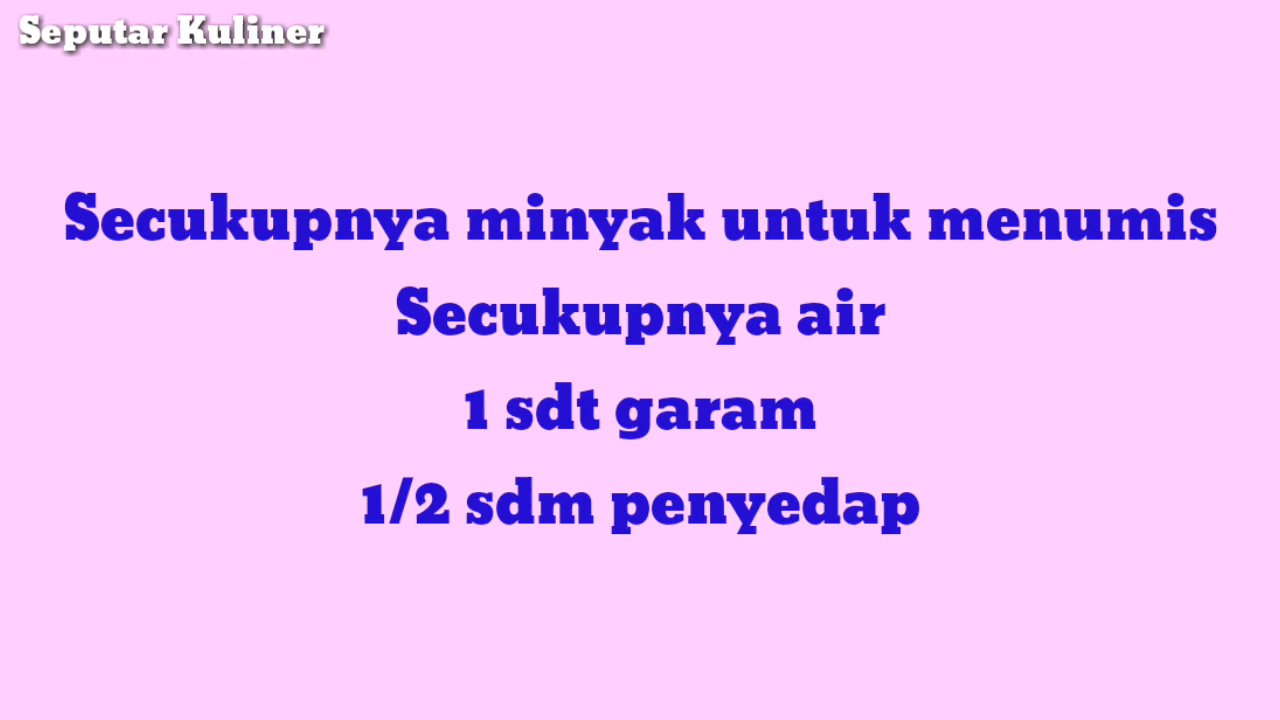 Seputar Kuliner
Secukupnya minyak untuk menumis
Secukupnya air
1 sdt garam
1/2 sdm penyedap